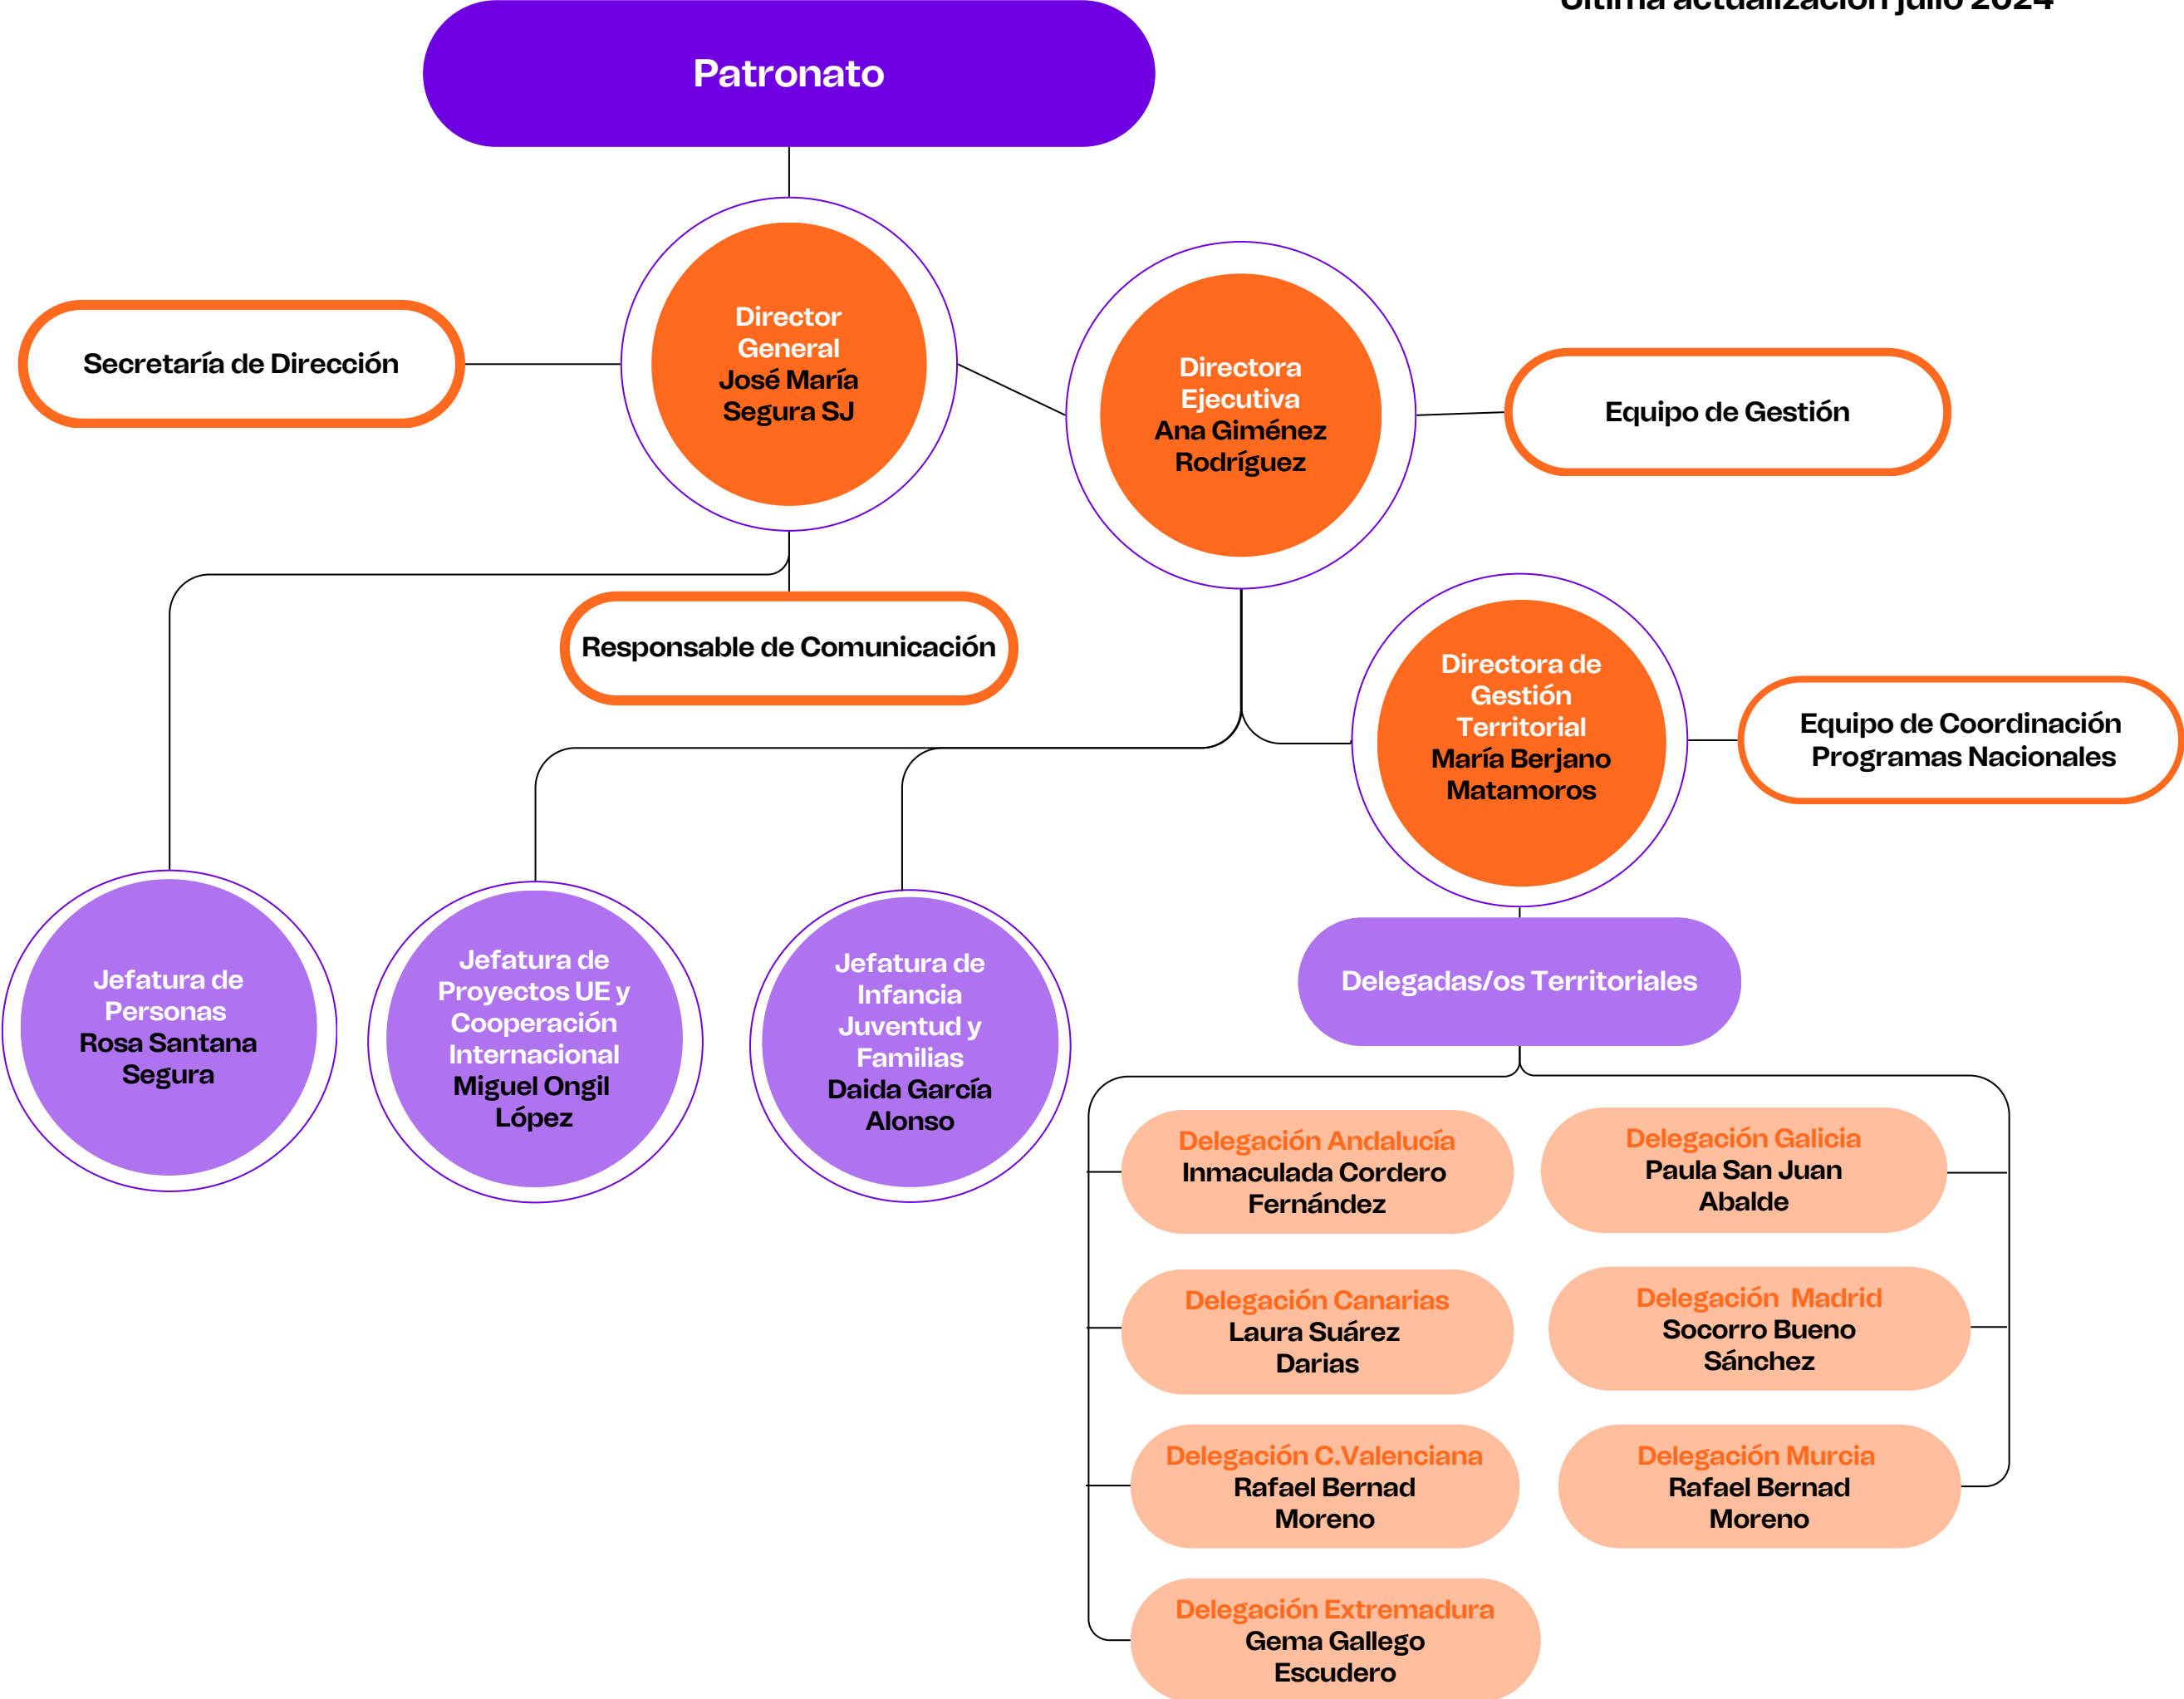 Última actualización julio 2024
Patronato
Director
General
José María
Segura SJ
Directora
Ejecutiva
Ana Giménez
Rodríguez
Secretaría de Dirección
Equipo de Gestión
Responsable de Comunicación
Directora de
Gestión
Territorial
María Berjano
Matamoros
Equipo de Coordinación
Programas Nacionales
Jefatura de
Personas
Rosa Santana
Segura
Jefatura de
Proyectos UE y
Cooperación
Internacional
Miguel Ongil
López
Jefatura de
Infancia
Juventud y
Familias
Daida García
Alonso
Delegadas/os Territoriales
Delegación Andalucía
Inmaculada Cordero
Fernández
Delegación Galicia
Paula San Juan
Abalde
Delegación Canarias
Laura Suárez
Darias
Delegación  Madrid
Socorro Bueno
Sánchez
Delegación C.Valenciana
Rafael Bernad
Moreno
Delegación Murcia
Rafael Bernad
Moreno
Delegación Extremadura
Gema Gallego
Escudero